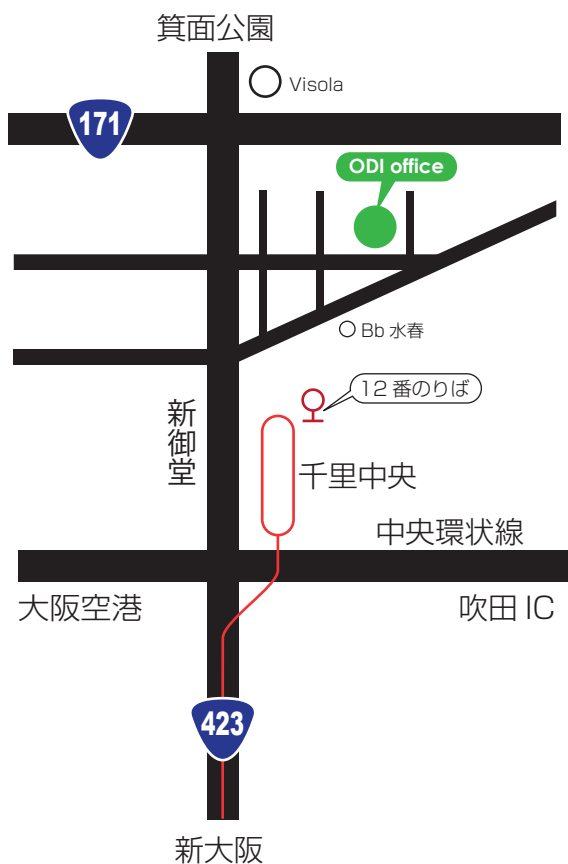 箕面公園
Visola
171
ODI office
Bb 水春
12 番のりば
新御堂
千里中央
中央環状線
大阪空港
吹田 IC
423
新大阪